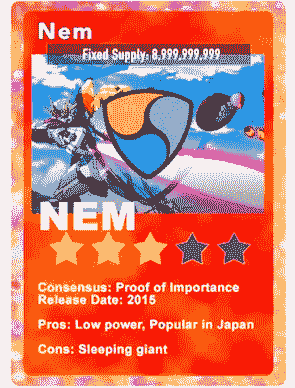 Nem
Fixed Supply: 8,999,999,999
NEM
Consensus: Proof of Importance
Release Date: 2015
Pros: Low power, Popular in Japan
Cons: Sleeping giant